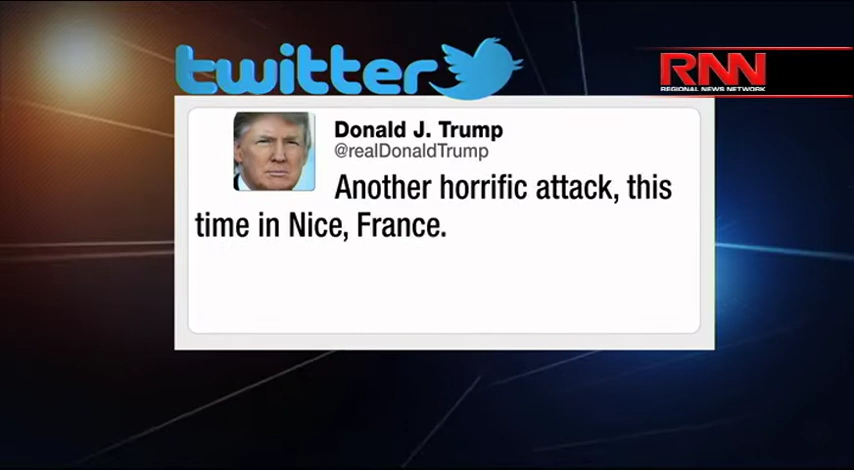 twitter
RNN
REGIONAL NEWS NETWORK
Donald J. Trump
@realDonaldTrump
Another horrific attack, this
time in Nice, France.